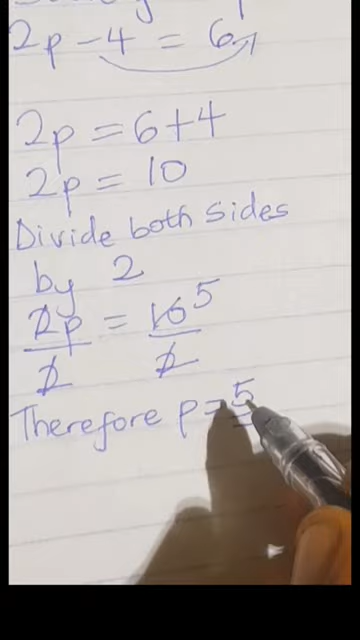 2p - 4 = 6
2p = 6 + 4
2p = 10
Divide both sides
by 2
2p/2 = 10/2 5
Therefore p = 5